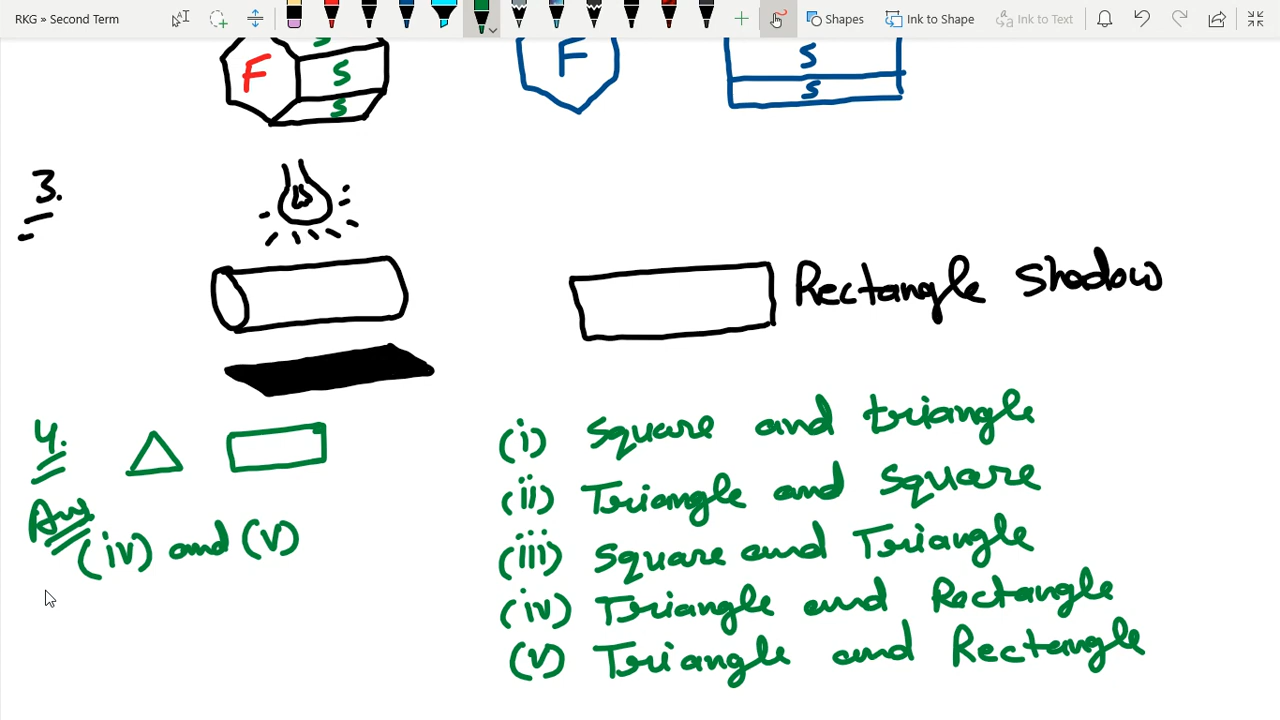 RKG » Second Term
Shapes
Ink to Shape
Ink to Text
F
S
S
S
F
S
S
3.
Rectangle Shadow
4.
Ans
(iv) and (v)
(i) Square and triangle
(ii) Triangle and Square
(iii) Square and Triangle
(iv) Triangle and Rectangle
(v) Triangle and Rectangle